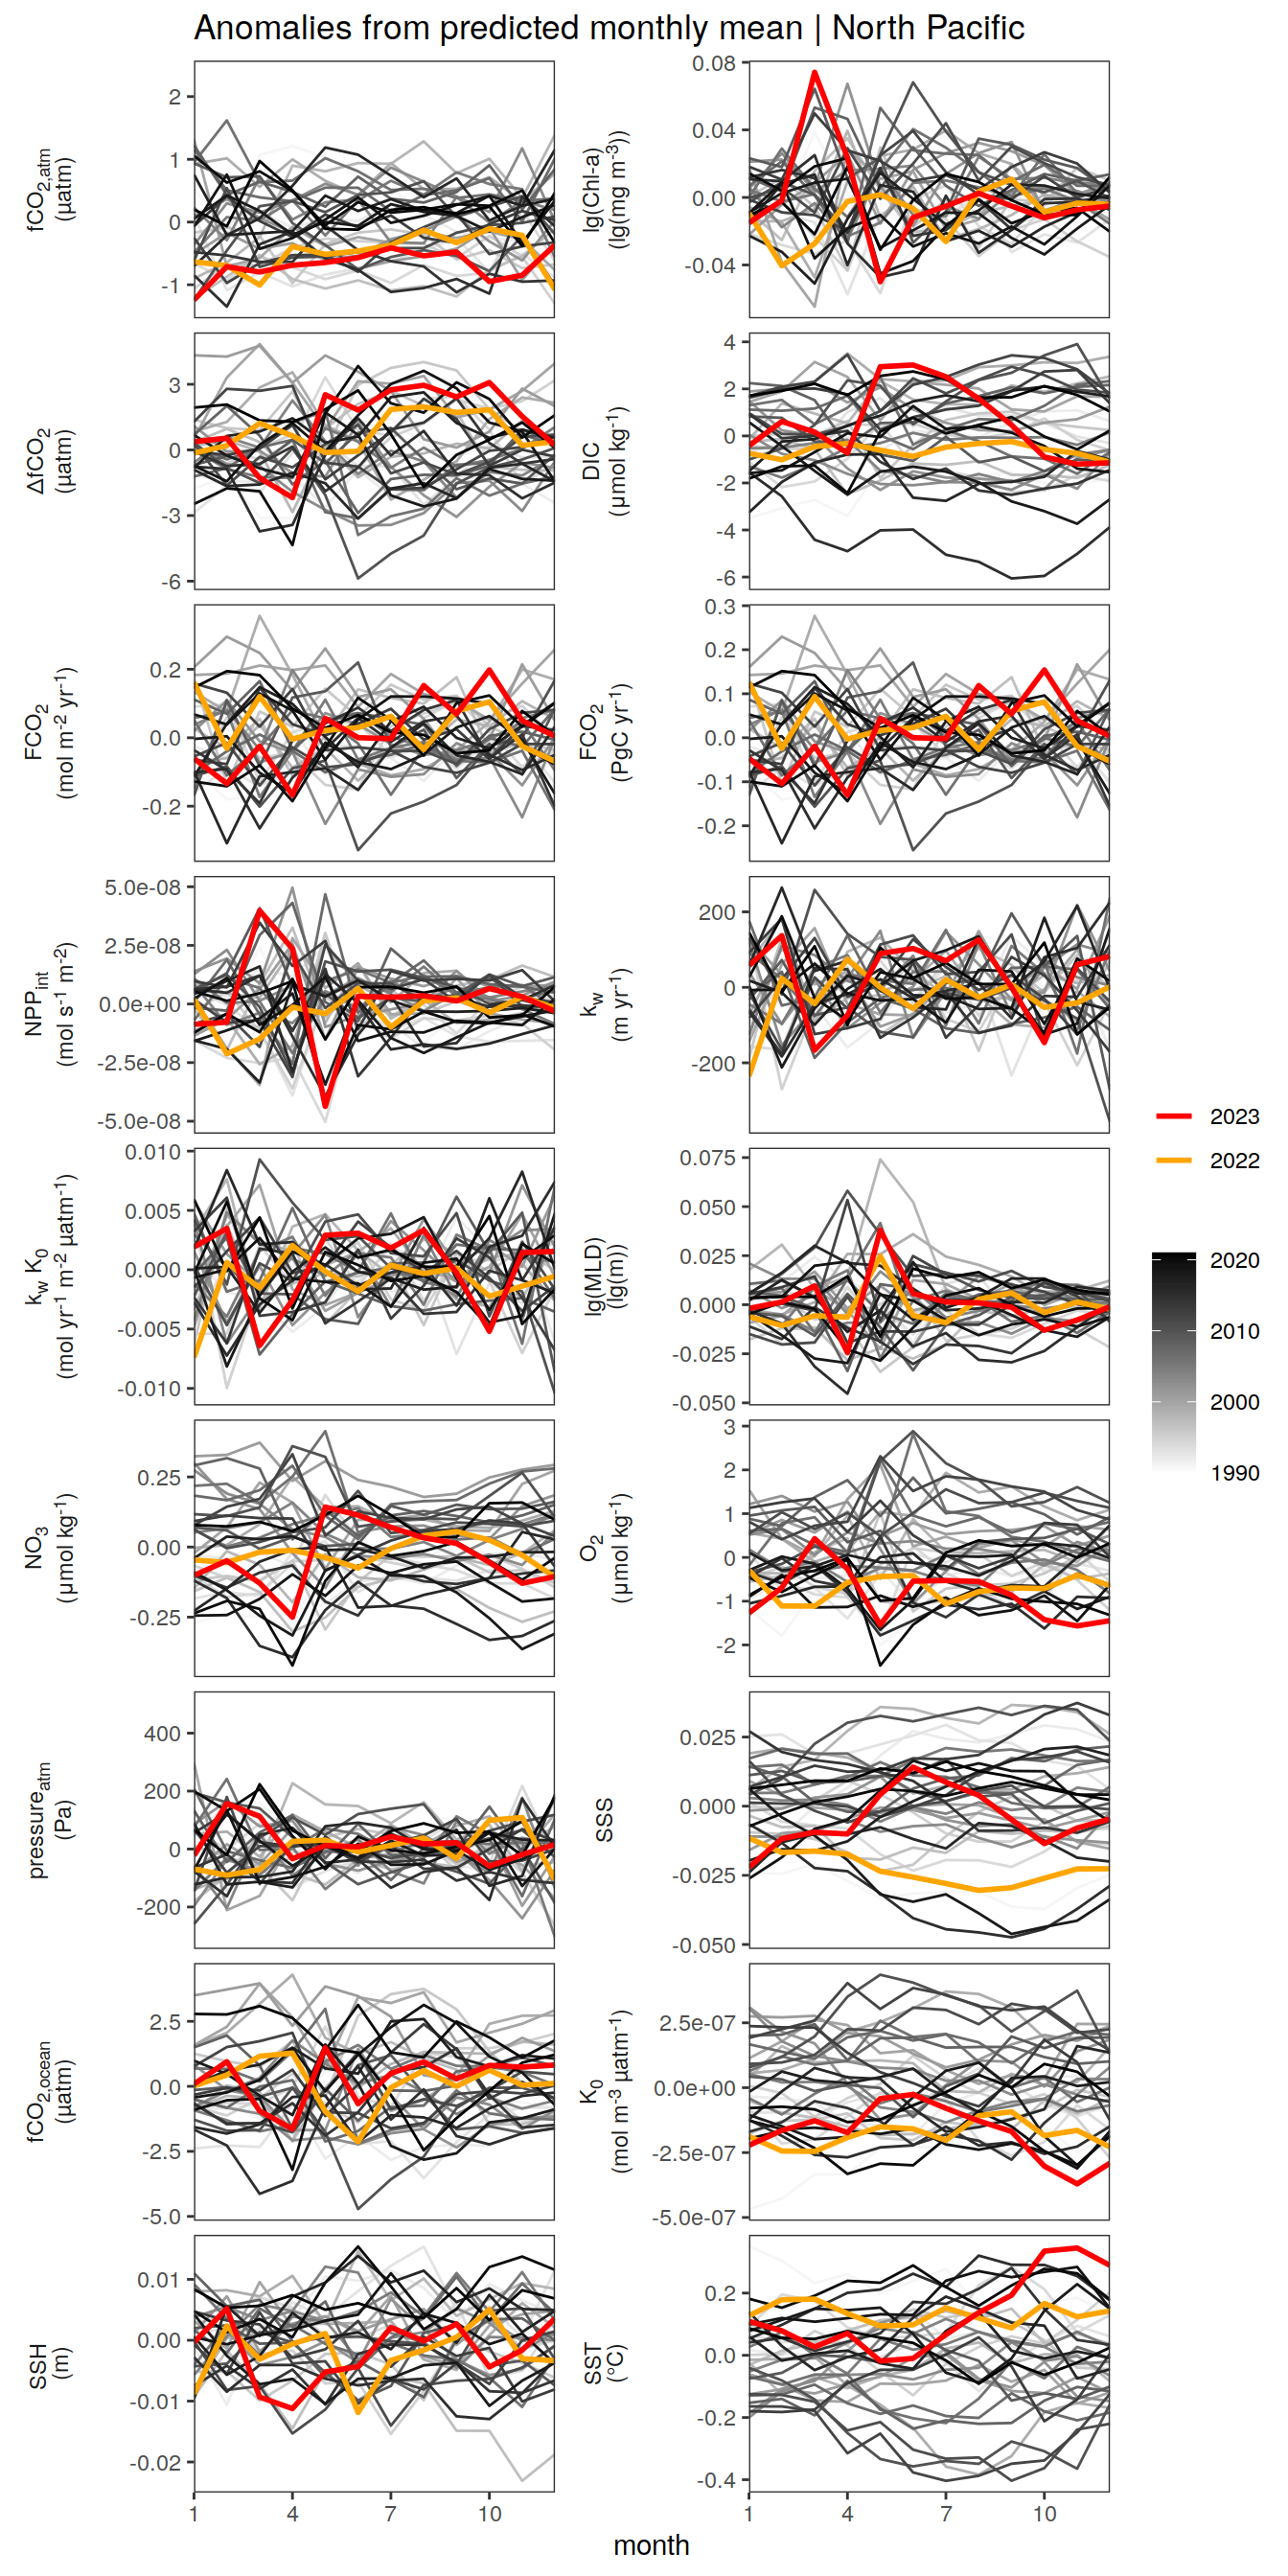 Anomalies from predicted monthly mean | North Pacific
fCO2,atm
(µatm)
2
1
0
-1
lg(Chl-a)
(lg(mg m-3))
0.08
0.04
0.00
-0.04
ΔfCO2
(µatm)
3
0
-3
-6
DIC
(µmol kg-1)
4
2
0
-2
-4
-6
FCO2
(mol m-2 yr-1)
0.2
0.0
-0.2
FCO2
(PgC yr-1)
0.3
0.2
0.1
0.0
-0.1
-0.2
NPPint
(mol s-1 m-2)
5.0e-08
2.5e-08
0.0e+00
-2.5e-08
-5.0e-08
kw
(m yr-1)
200
0
-200
kw K0
(mol yr-1 m-2 µatm-1)
0.010
0.005
0.000
-0.005
-0.010
lg(MLD)
(lg(m))
0.075
0.050
0.025
0.000
-0.025
-0.050
NO3
(µmol kg-1)
0.25
0.00
-0.25
O2
(µmol kg-1)
3
2
1
0
-1
-2
pressureatm
(Pa)
400
200
0
-200
SSS
0.025
0.000
-0.025
-0.050
fCO2,ocean
(µatm)
2.5
0.0
-2.5
-5.0
K0
(mol m-3 µatm-1)
2.5e-07
0.0e+00
-2.5e-07
-5.0e-07
SSH
(m)
0.01
0.00
-0.01
-0.02
SST
(°C)
0.2
0.0
-0.2
-0.4
1 4 7 10
1 4 7 10
month
2023
2022
2020
2010
2000
1990